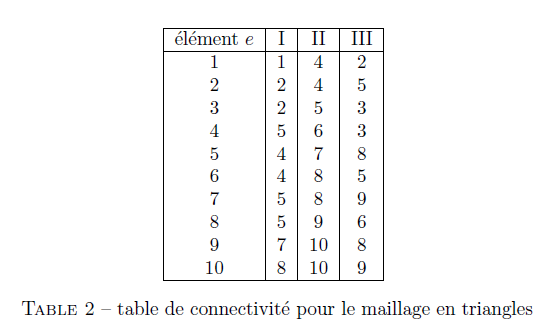 élément e I II III
1 1 4 2
2 2 4 5
3 2 5 3
4 5 6 3
5 4 7 8
6 4 8 5
7 5 8 9
8 5 9 6
9 7 10 8
10 8 10 9
TABLE 2 – table de connectivité pour le maillage en triangles